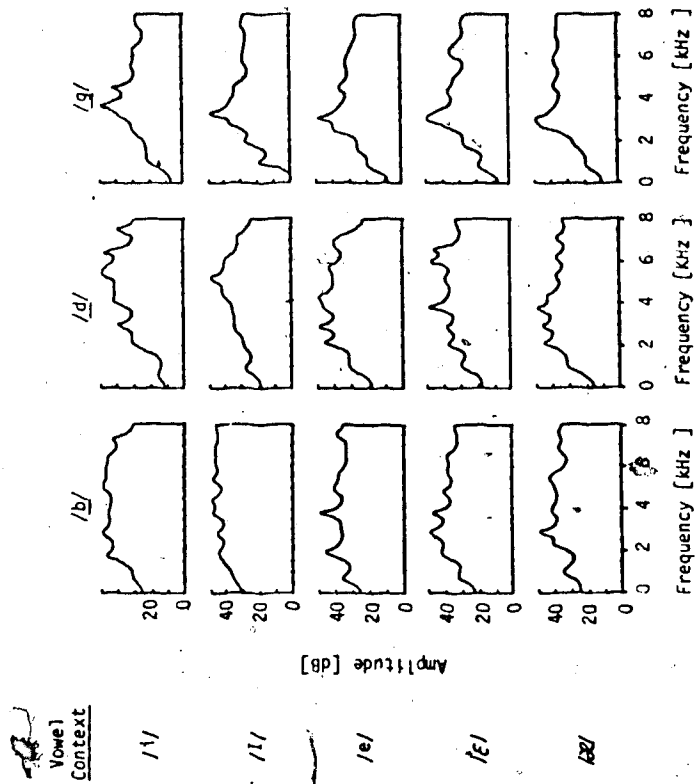 Vowel
Context
/b/
/d/
/g/
Amplitude [dB]
/i/
20
0
/I/
40
20
0
/e/
40
20
0
/ɛ/
40
20
0
/æ/
40
20
0
0 2 4 8
Frequency [kHz]
0 2 4 6 8
Frequency [kHz]
0 2 4 6 8
Frequency [kHz]